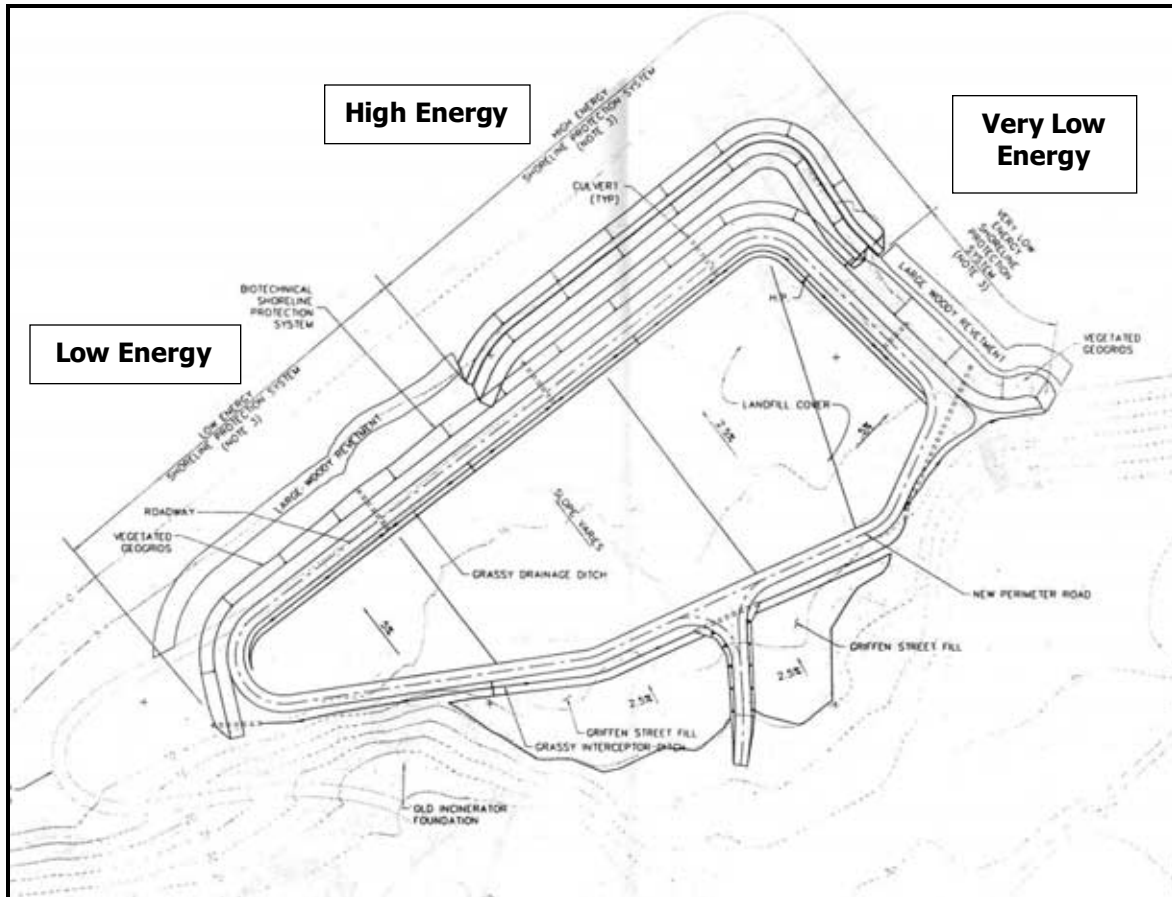 High Energy
HIGH ENERGY
SHORELINE PROTECTION SYSTEM
(NOTE 3)
Very Low
Energy
CULVERT
(TYP)
VERY LOW
ENERGY
SHORELINE
PROTECTION
SYSTEM
(NOTE 3)
LARGE WOODY REVETMENT
BIOTECHNICAL
SHORELINE
PROTECTION
SYSTEM
H.P.
Low Energy
VEGETATED
GEOGRIDS
LOW ENERGY
SHORELINE PROTECTION SYSTEM
(NOTE 3)
LARGE WOODY REVETMENT
LANDFILL COVER
2.5%
5%
ROADWAY
SLOPE VARIES
VEGETATED
GEOGRIDS
GRASSY DRAINAGE DITCH
NEW PERIMETER ROAD
5%
GRIFFEN STREET FILL
2.5%
2.5%
GRIFFEN STREET FILL
GRASSY INTERCEPTOR DITCH
OLD INCINERATOR
FOUNDATION